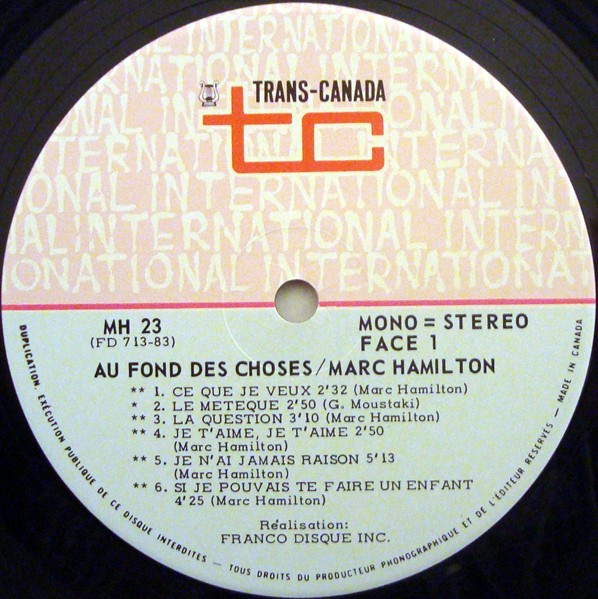 INTERNATIONAL INTERNATIONAL
TRANS-CANADA
tc
MH 23
(FD 713-83)
MONO = STEREO
FACE 1
AU FOND DES CHOSES/MARC HAMILTON
** 1. CE QUE JE VEUX 2'32 (Marc Hamilton)
* 2. LE METEQUE 2'50 (G. Moustaki)
** 3. LA QUESTION 3'10 (Marc Hamilton)
** 4. JE T'AIME, JE T'AIME 2'50
(Marc Hamilton)
** 5. JE N'AI JAMAIS RAISON 5'13
(Marc Hamilton)
** 6. SI JE POUVAIS TE FAIRE UN ENFANT
4'25 (Marc Hamilton)
Réalisation:
FRANCO DISQUE INC.
DUPLICATION, EXÉCUTION PUBLIQUE DE CE DISQUE INTERDITES – TOUS DROITS DU PRODUCTEUR PHONOGRAPHIQUE ET DE L'ÉDITEUR RESERVÉS – MADE IN CANADA